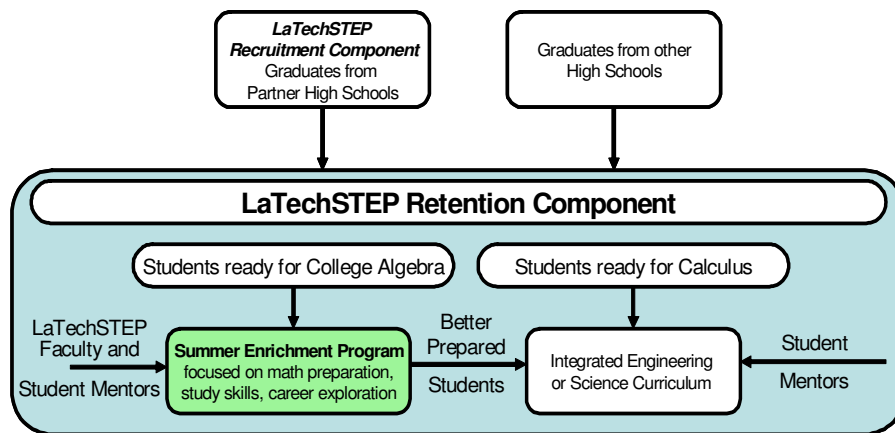 LaTechSTEP
Recruitment Component
Graduates from
Partner High Schools
Graduates from other
High Schools
LaTechSTEP Retention Component
Students ready for College Algebra
Students ready for Calculus
LaTechSTEP
Faculty and
Student Mentors
Summer Enrichment Program
focused on math preparation,
study skills, career exploration
Better
Prepared
Students
Integrated Engineering
or Science Curriculum
Student
Mentors